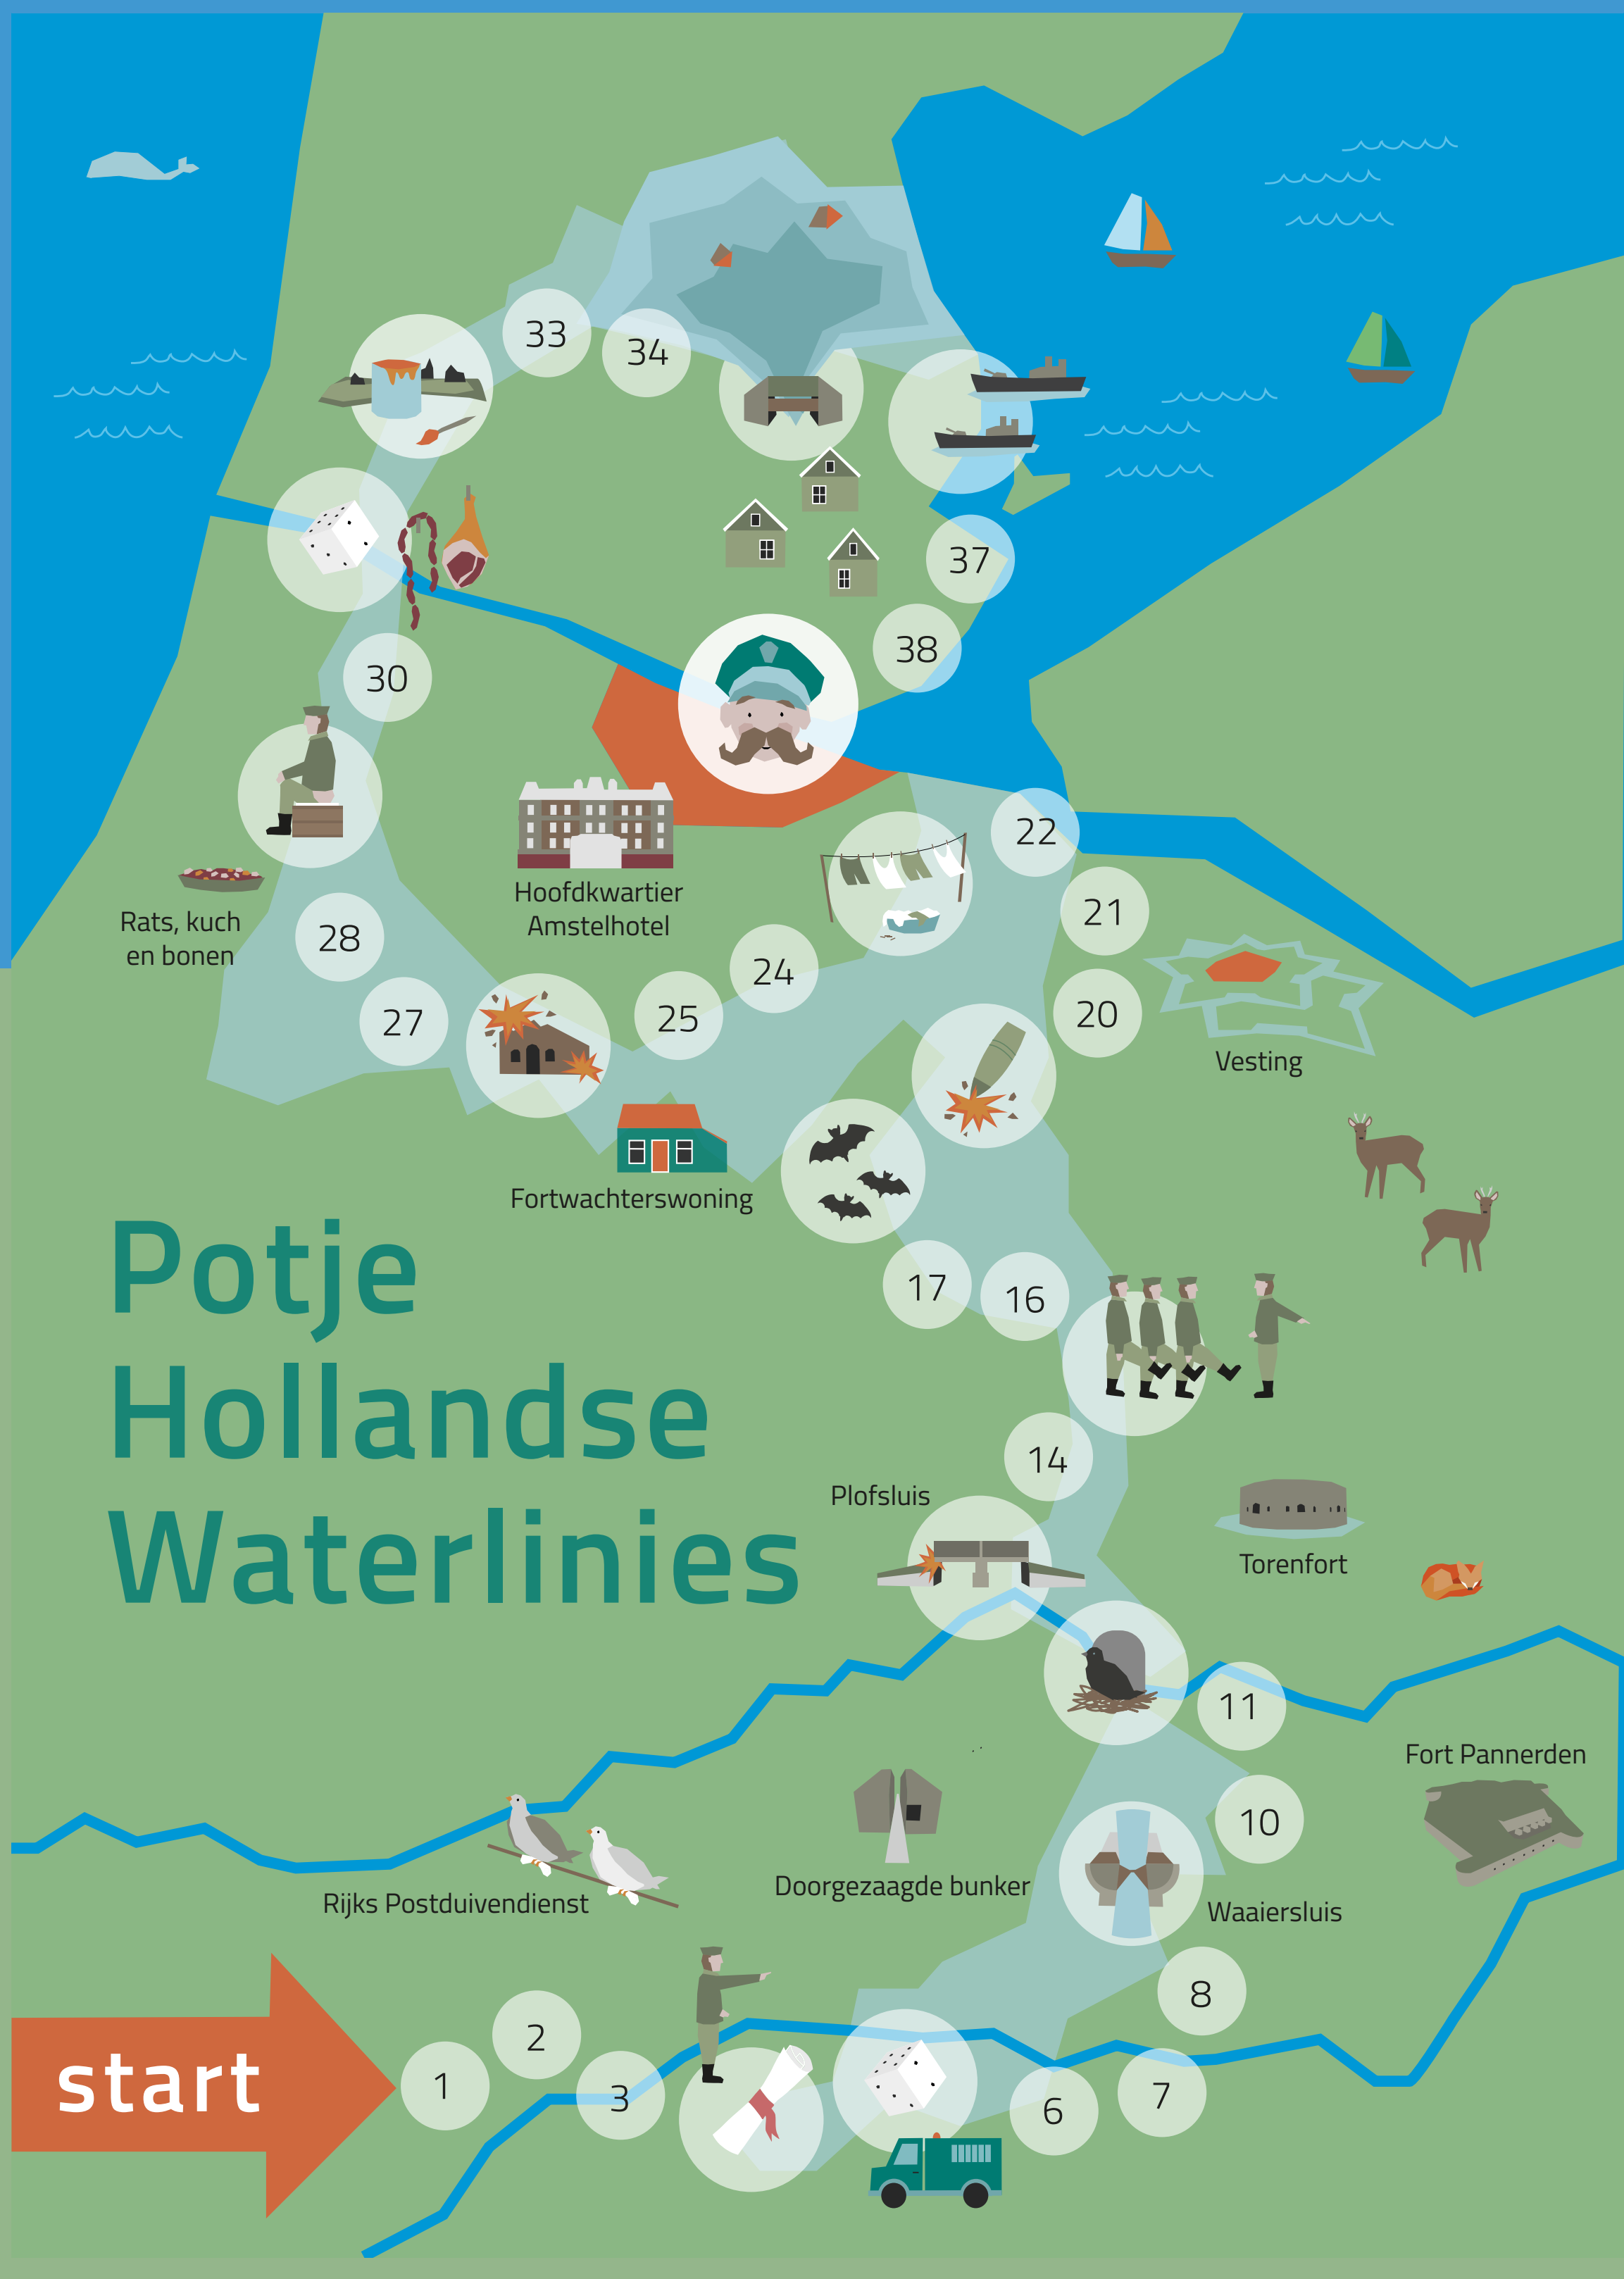 33
34
37
38
30
22
Hoofdkwartier
Amstelhotel
21
Rats, kuch
en bonen
28
24
27
25
20
Vesting
Fortwachterswoning
Potje
Hollandse
Waterlinies
17
16
14
Plofsluis
Torenfort
11
Fort Pannerden
10
Doorgezaagde bunker
Rijks Postduivendienst
Waaiersluis
8
2
start
1
3
6
7